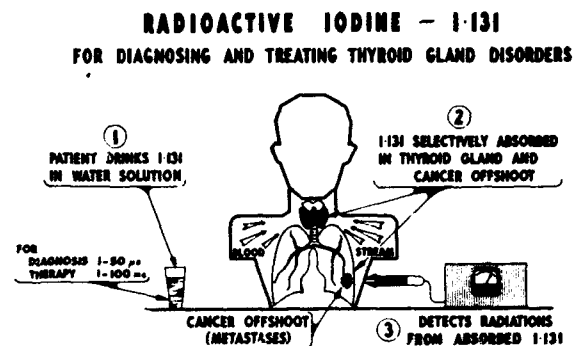 RADIOACTIVE IODINE - I-131
FOR DIAGNOSING AND TREATING THYROID GLAND DISORDERS
1
PATIENT DRINKS I-131
IN WATER SOLUTION
2
I-131 SELECTIVELY ABSORBED
IN THYROID GLAND AND
CANCER OFFSHOOT
BLOOD STREAM
FOR
DIAGNOSIS 1-50 μc
THERAPY 1-100 mc
CANCER OFFSHOOT
(METASTASES)
3
DETECTS RADIATIONS
FROM ABSORBED I-131